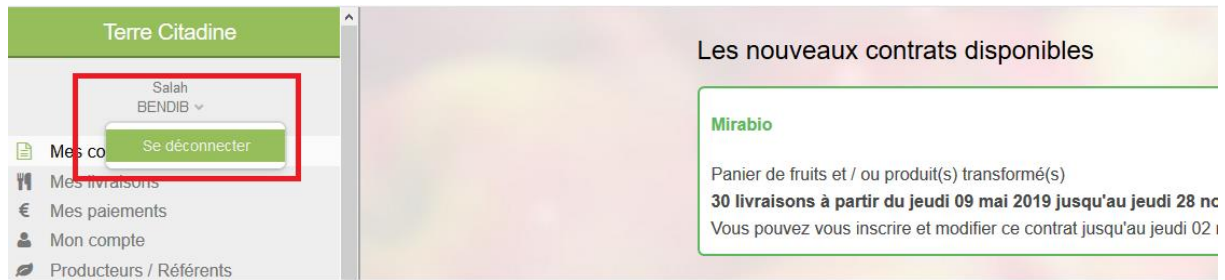 Terre Citadine
Salah
BENDIB
Se déconnecter
Mes co
Mes livraisons
Mes paiements
Mon compte
Producteurs / Référents
Les nouveaux contrats disponibles
Mirabio
Panier de fruits et / ou produit(s) transformé(s)
30 livraisons à partir du jeudi 09 mai 2019 jusqu'au jeudi 28 no
Vous pouvez vous inscrire et modifier ce contrat jusqu'au jeudi 02